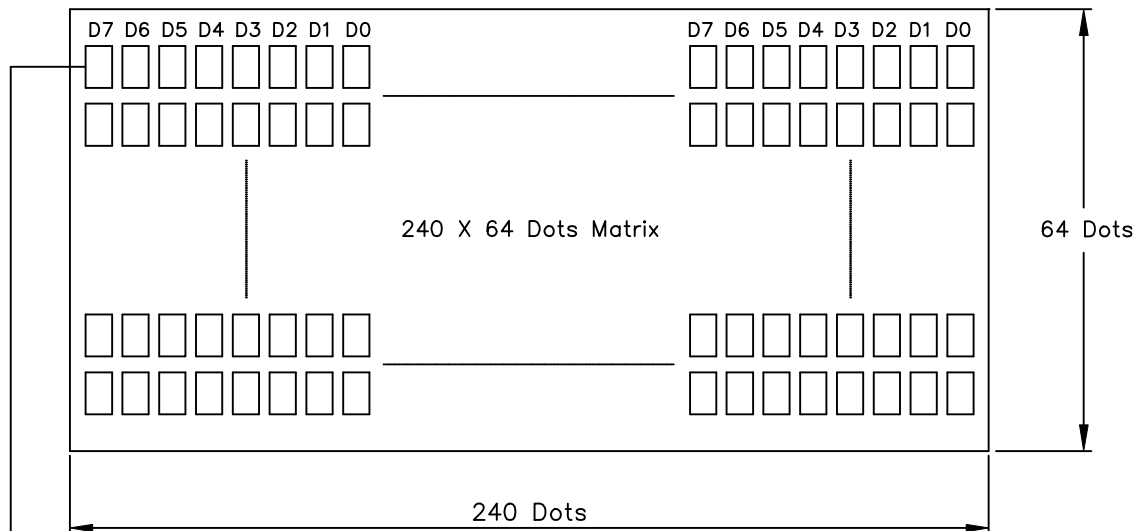 D7 D6 D5 D4 D3 D2 D1 D0 D7 D6 D5 D4 D3 D2 D1 D0
240 X 64 Dots Matrix
64 Dots
240 Dots